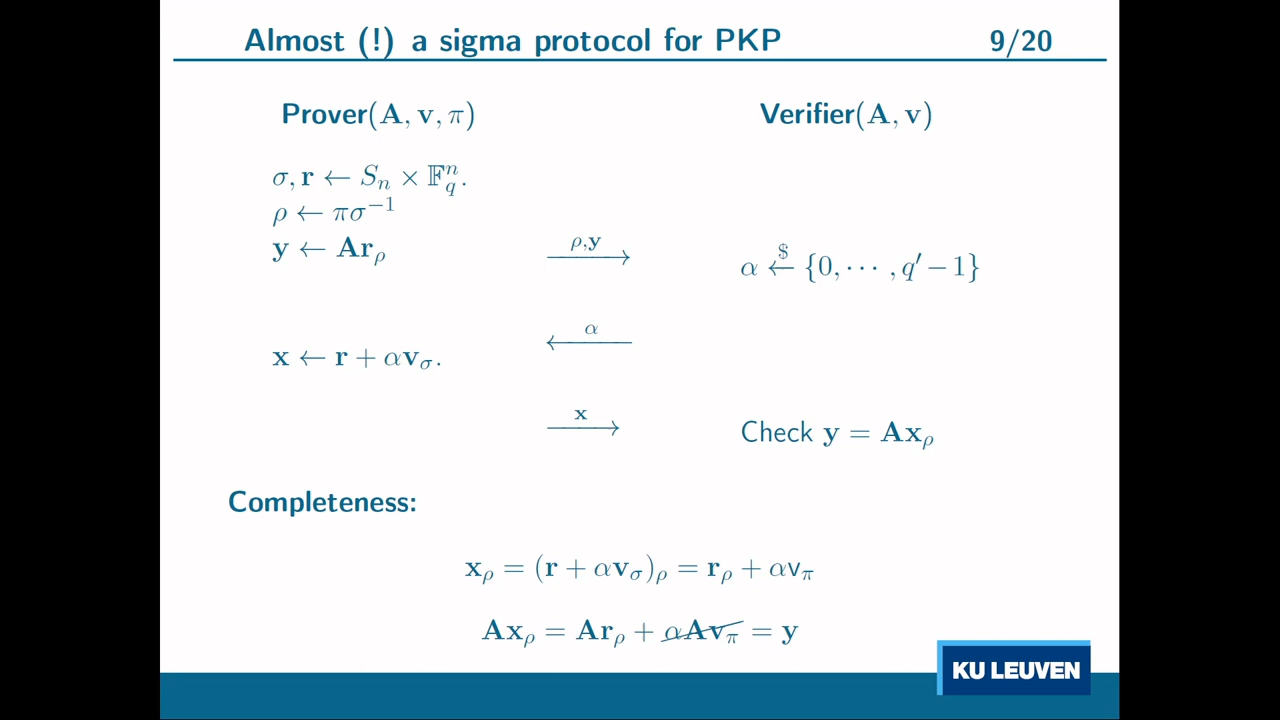 Almost (!) a sigma protocol for PKP 9/20
Prover(A, v, π) Verifier(A, v)
σ, r ← Sₙ × 𝔽_q^n.
ρ ← πσ⁻¹
y ← Ar_ρ
ρ,y
α ←$ {0, ⋯ , q′ − 1}
α
x ← r + αv_σ.
x
Check y = Ax_ρ
Completeness:
x_ρ = (r + αv_σ)_ρ = r_ρ + αv_π
Ax_ρ = Ar_ρ + αAv_π = y
KU LEUVEN